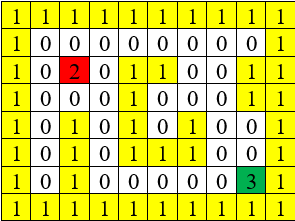 1 1 1 1 1 1 1 1 1 1
1 0 0 0 0 0 0 0 0 1
1 0 2 0 1 1 0 0 1 1
1 0 0 0 1 0 0 0 1 1
1 0 1 0 1 0 1 0 0 1
1 0 1 0 1 1 1 0 0 1
1 0 1 0 0 0 0 0 3 1
1 1 1 1 1 1 1 1 1 1